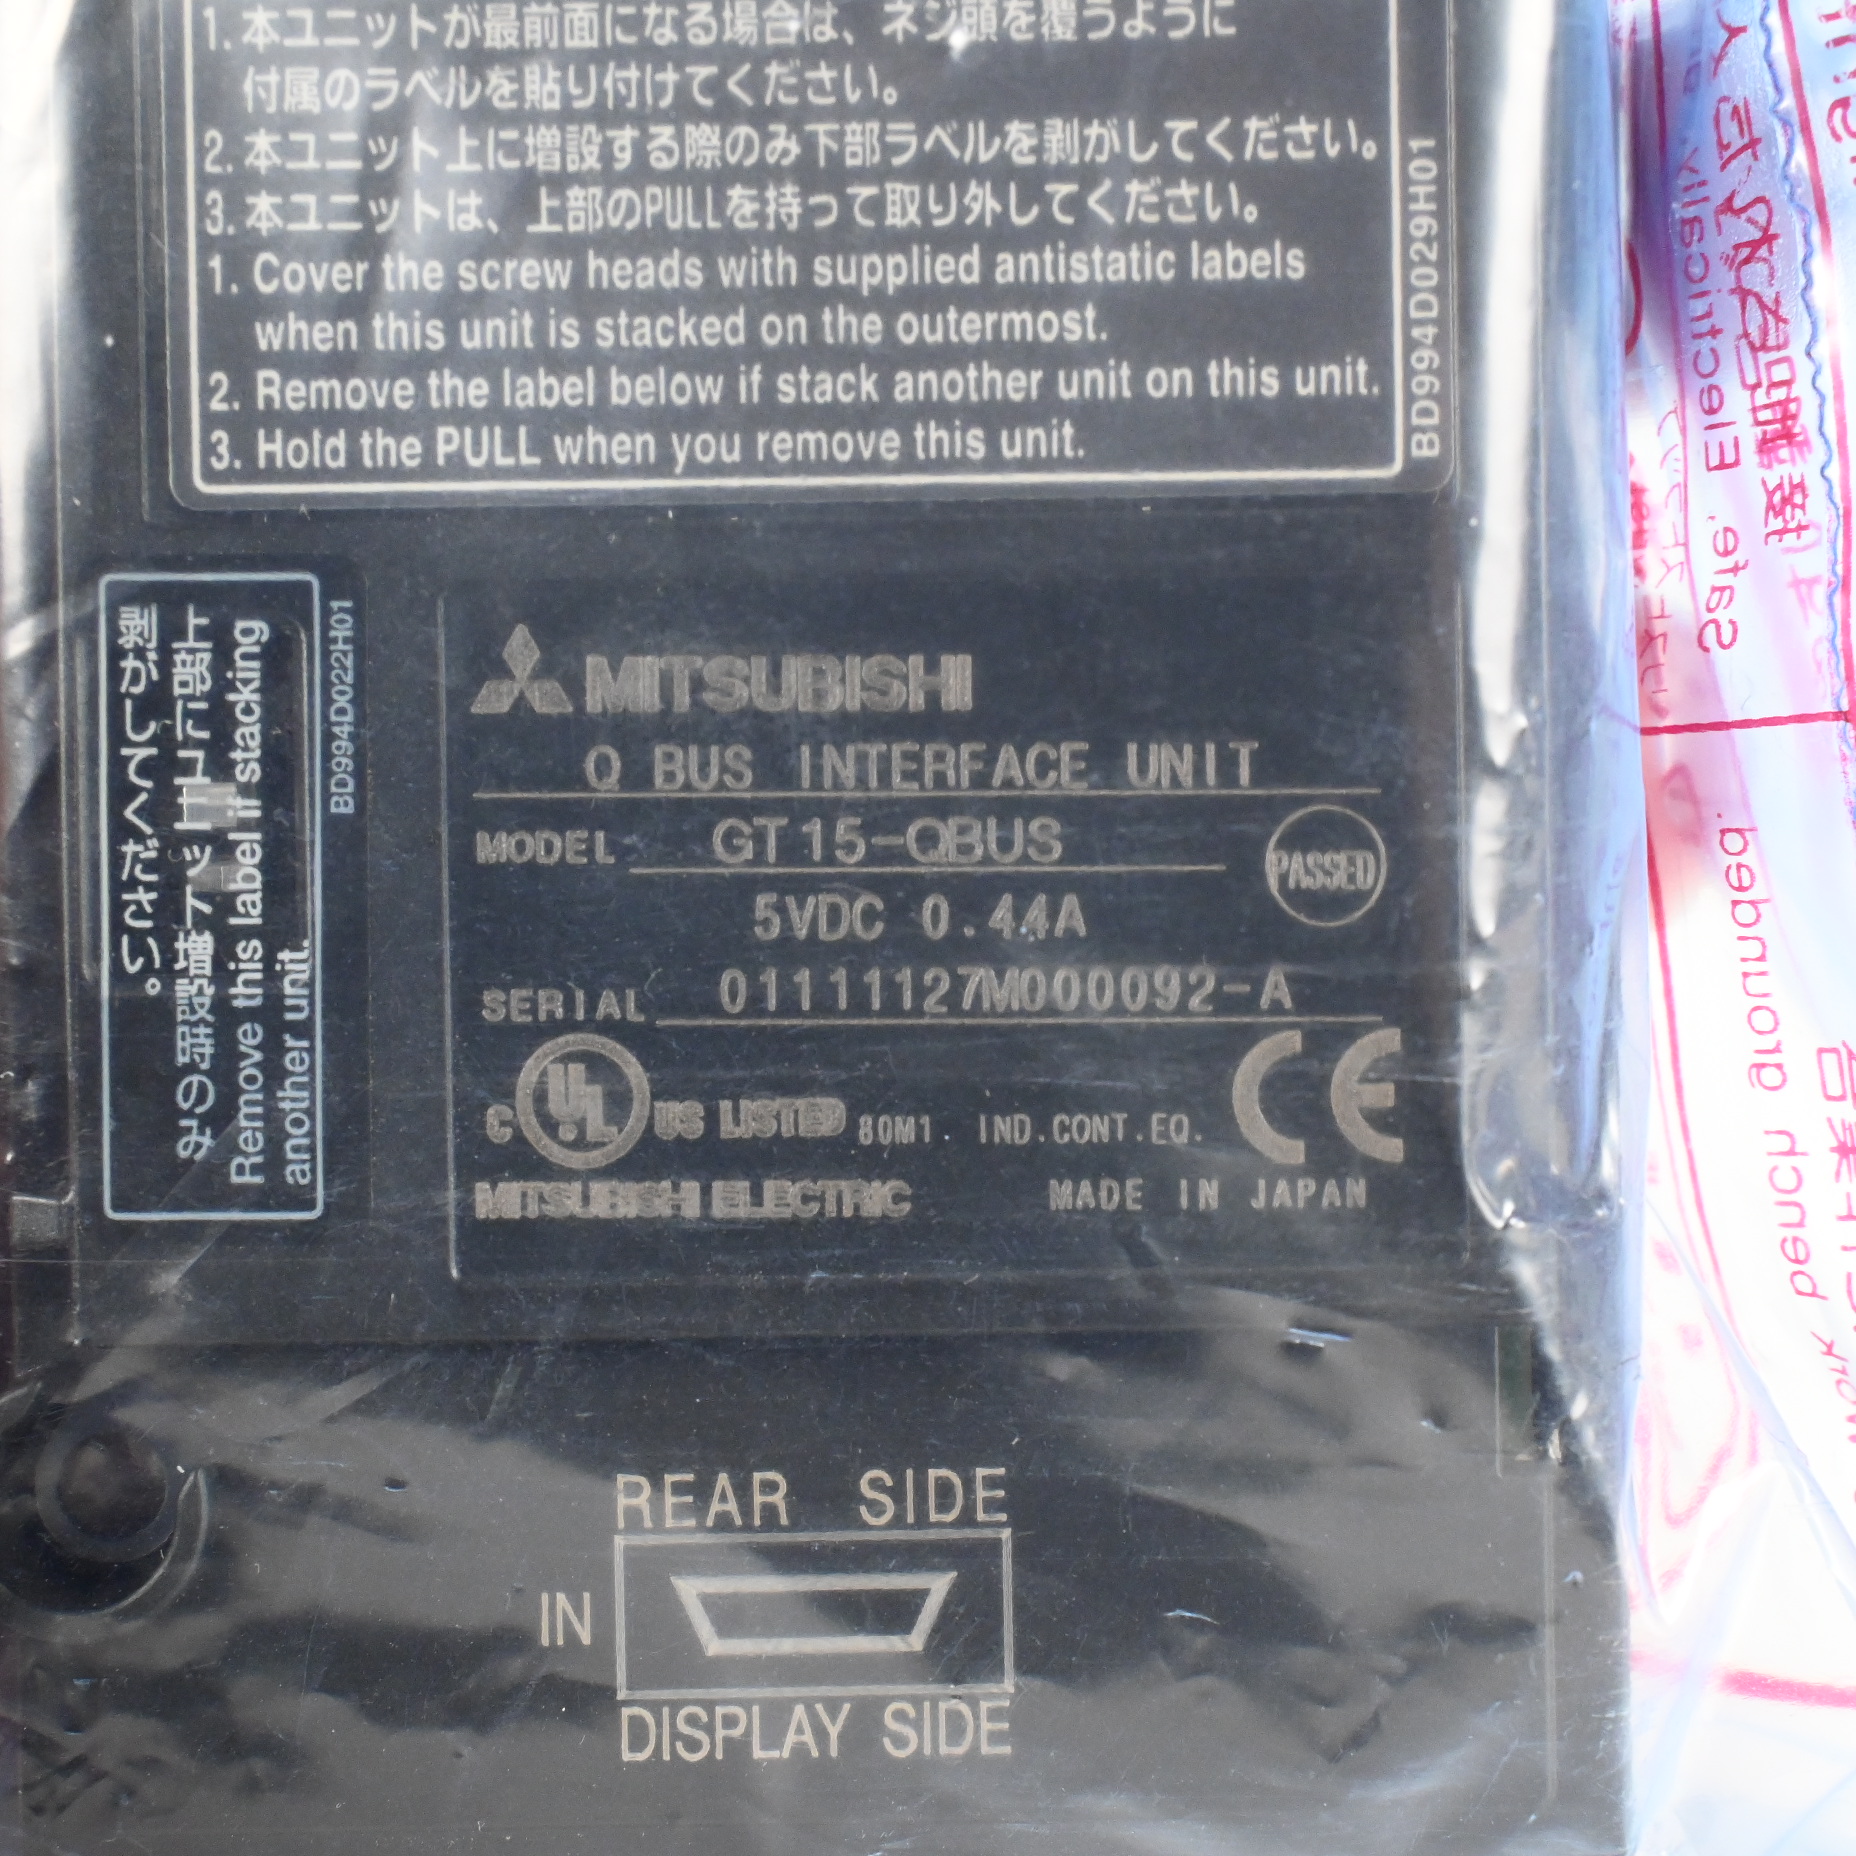 1. 本ユニットが最前面になる場合は、ネジ頭を覆うように
付属のラベルを貼り付けてください。
2. 本ユニット上に増設する際のみ下部ラベルを剥がしてください。
3. 本ユニットは、上部のPULLを持って取り外してください。
1. Cover the screw heads with supplied antistatic labels
when this unit is stacked on the outermost.
2. Remove the label below if stack another unit on this unit.
3. Hold the PULL when you remove this unit.
BD994D029H01
上部にユニット増設時のみ
剥がしてください。
Remove this label if stacking
another unit.
BD994D022H01
MITSUBISHI
Q BUS INTERFACE UNIT
MODEL GT15-QBUS
PASSED
5VDC 0.44A
SERIAL 01111127M000092-A
C UL US LISTED 80M1 IND.CONT.EQ. CE
MITSUBISHI ELECTRIC MADE IN JAPAN
REAR SIDE
IN
DISPLAY SIDE
Electrically
safe,
bench around.